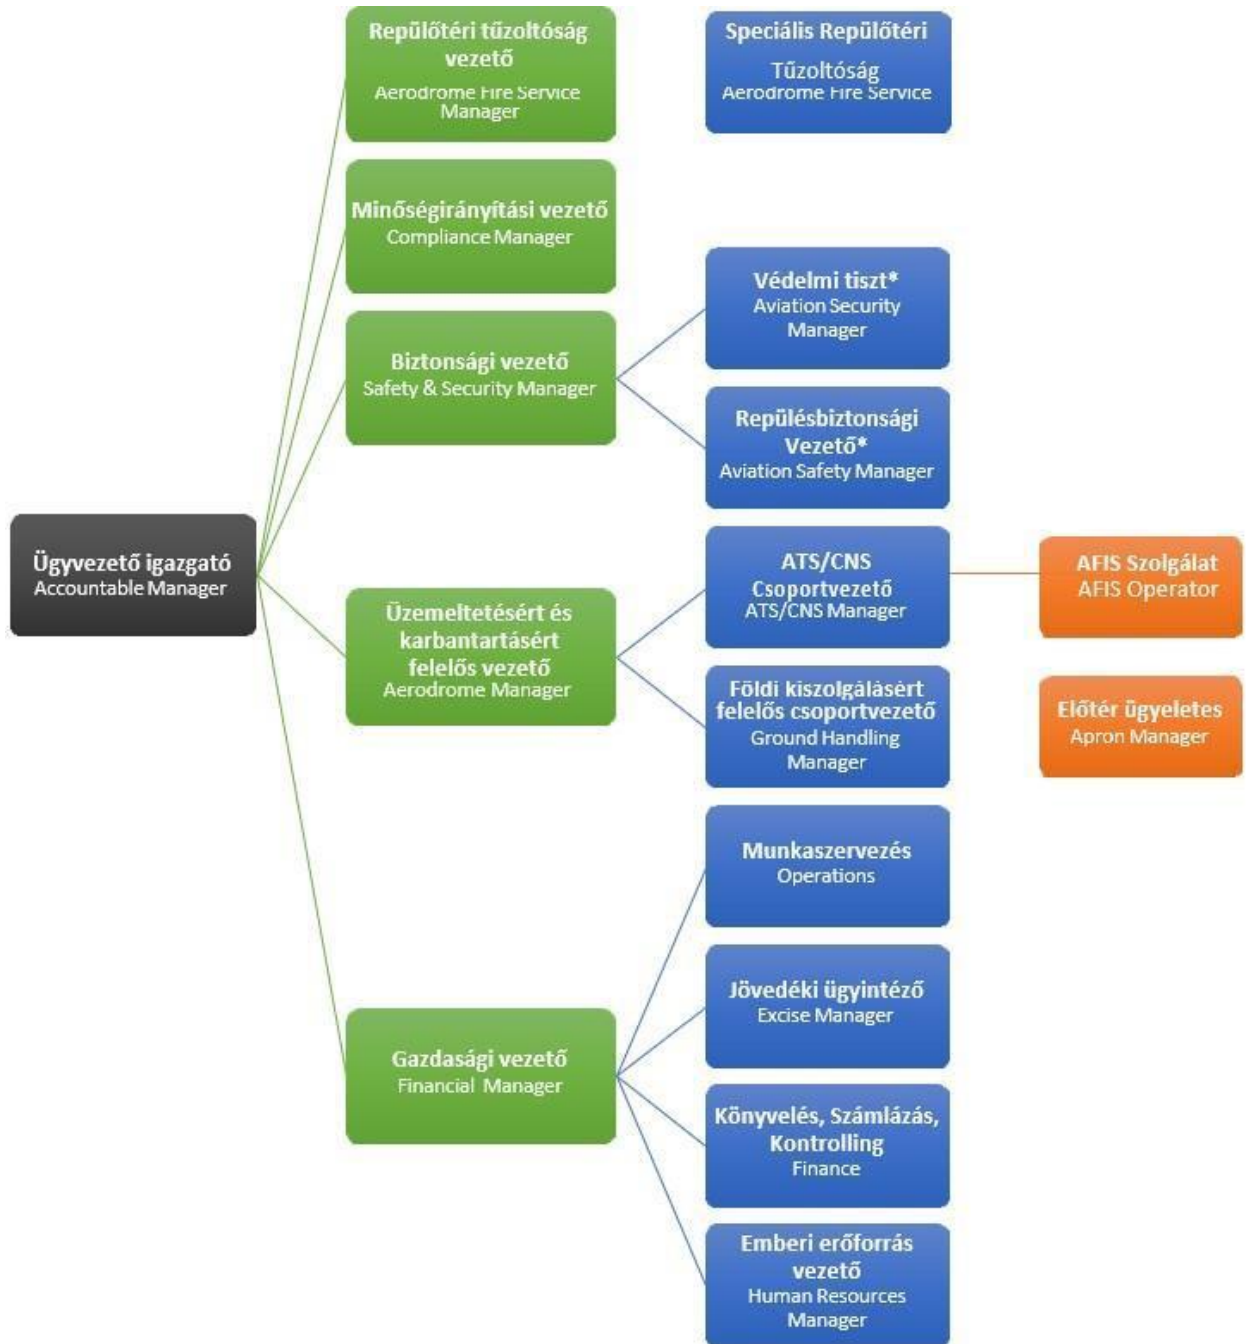 Repülőtéri tűzoltóság
vezető
Aerodrome Fire Service
Manager
Speciális Repülőtéri
Tűzoltóság
Aerodrome Fire Service
Minőségirányítási vezető
Compliance Manager
Védelmi tiszt*
Aviation Security
Manager
Biztonsági vezető
Safety & Security Manager
Repülésbiztonsági
Vezető*
Aviation Safety Manager
Ügyvezető igazgató
Accountable Manager
ATS/CNS
Csoportvezető
ATS/CNS Manager
AFIS Szolgálat
AFIS Operator
Üzemeltetésért és
karbantartásért
felelős vezető
Aerodrome Manager
Földi kiszolgálásért
felelős csoportvezető
Ground Handling
Manager
Előtér ügyeletes
Apron Manager
Munkaszervezés
Operations
Jövedéki ügyintéző
Excise Manager
Gazdasági vezető
Financial Manager
Könyvelés, Számlázás,
Kontrolling
Finance
Emberi erőforrás
vezető
Human Resources
Manager